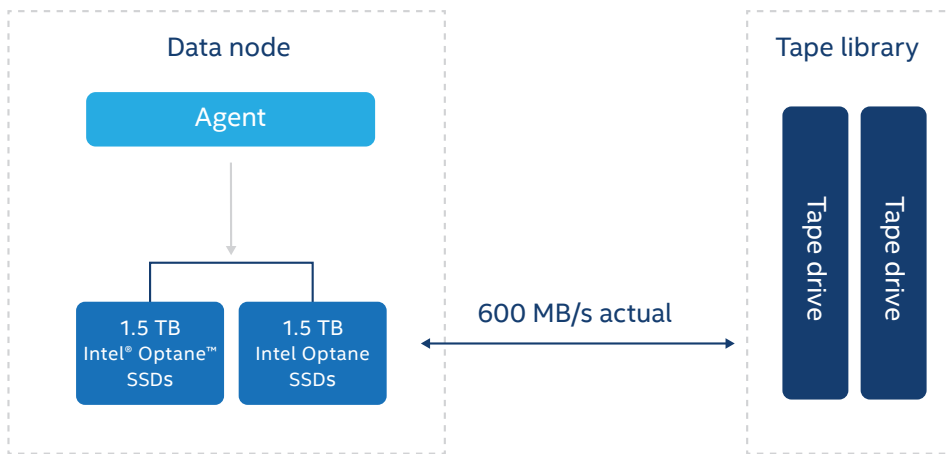 Data node
Agent
1.5 TB
Intel® Optane™
SSDs
1.5 TB
Intel Optane
SSDs
600 MB/s actual
Tape library
Tape drive
Tape drive